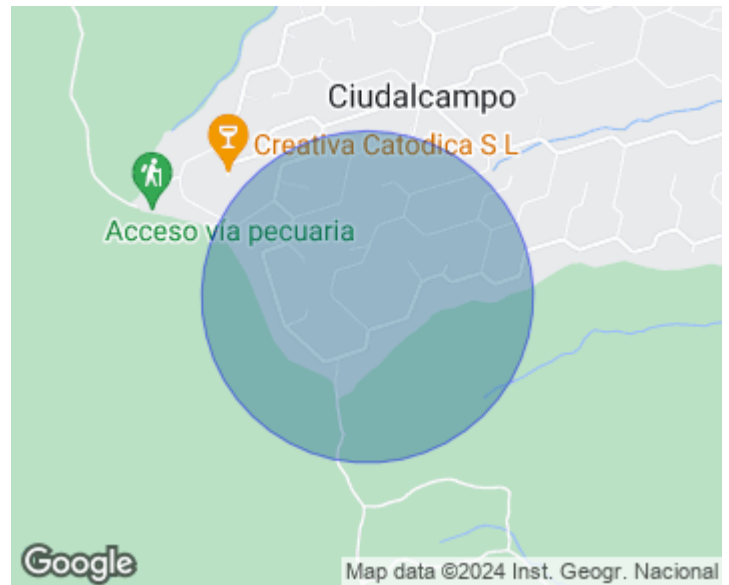 Ciudalcampo
Creativa Catodica S L
Acceso vía pecuaria
Google
Map data ©2024 Inst. Geogr. Nacional